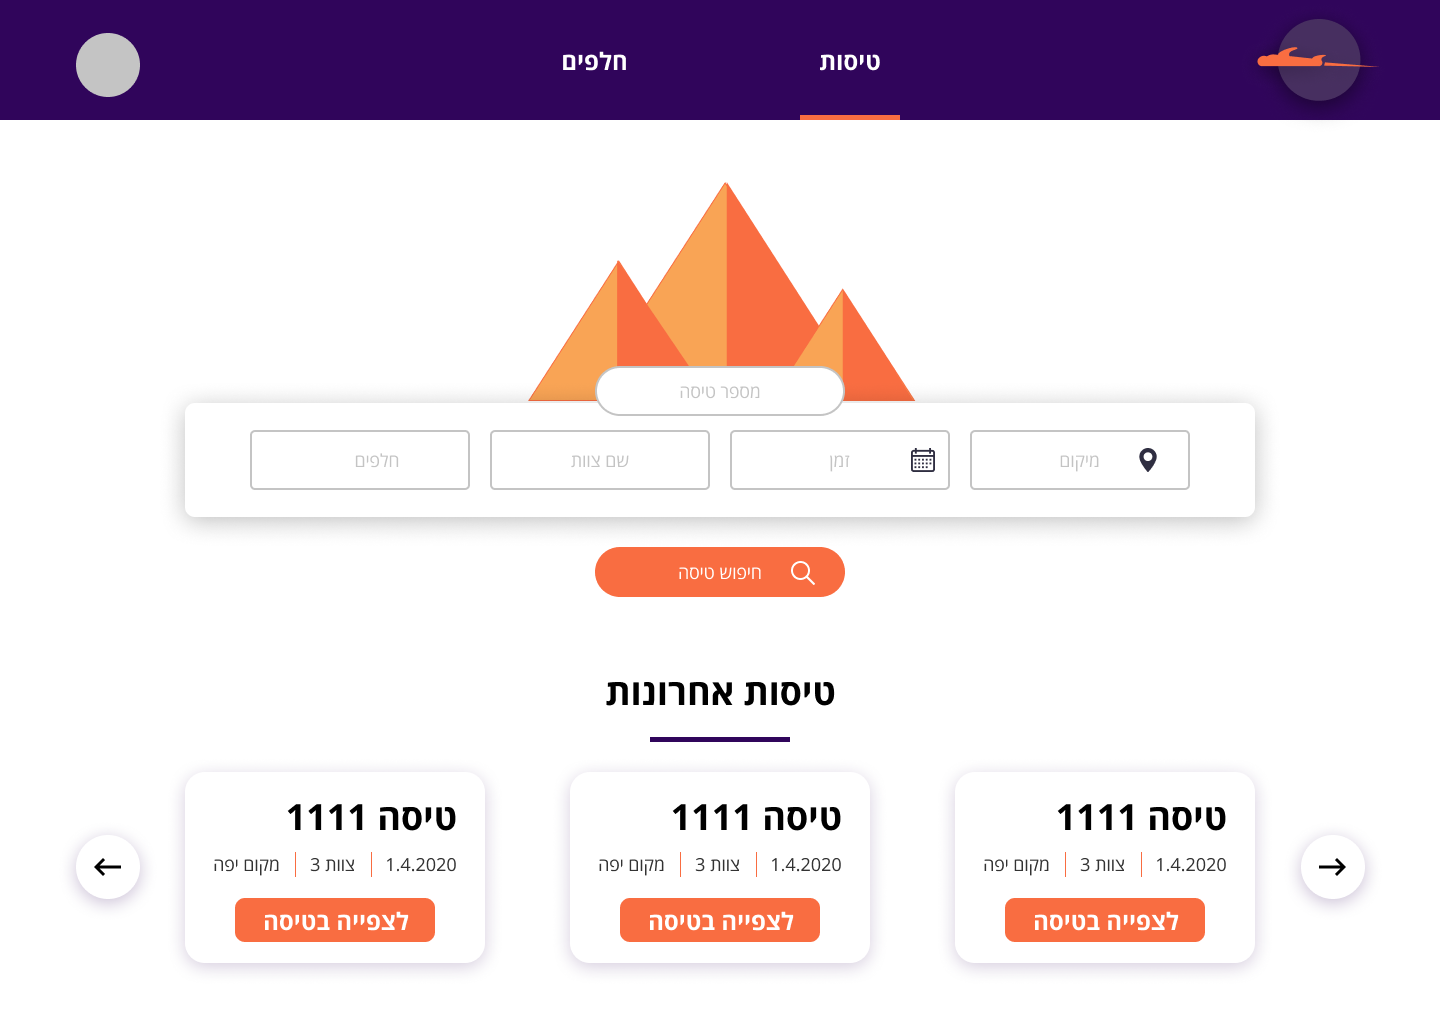 טיסות
חלפים
מספר טיסה
מיקום
זמן
שם צוות
חלפים
חיפוש טיסה
טיסות אחרונות
טיסה 1111
1.4.2020 צוות 3 מקום יפה
לצפייה בטיסה
טיסה 1111
1.4.2020 צוות 3 מקום יפה
לצפייה בטיסה
טיסה 1111
1.4.2020 צוות 3 מקום יפה
לצפייה בטיסה